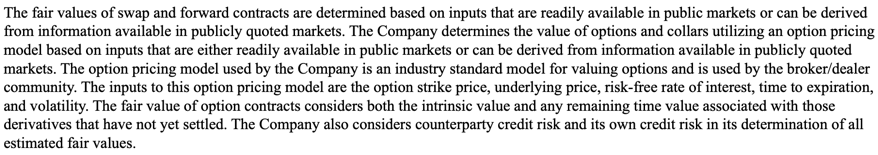 The fair values of swap and forward contracts are determined based on inputs that are readily available in public markets or can be derived
from information available in publicly quoted markets. The Company determines the value of options and collars utilizing an option pricing
model based on inputs that are either readily available in public markets or can be derived from information available in publicly quoted
markets. The option pricing model used by the Company is an industry standard model for valuing options and is used by the broker/dealer
community. The inputs to this option pricing model are the option strike price, underlying price, risk-free rate of interest, time to expiration,
and volatility. The fair value of option contracts considers both the intrinsic value and any remaining time value associated with those
derivatives that have not yet settled. The Company also considers counterparty credit risk and its own credit risk in its determination of all
estimated fair values.